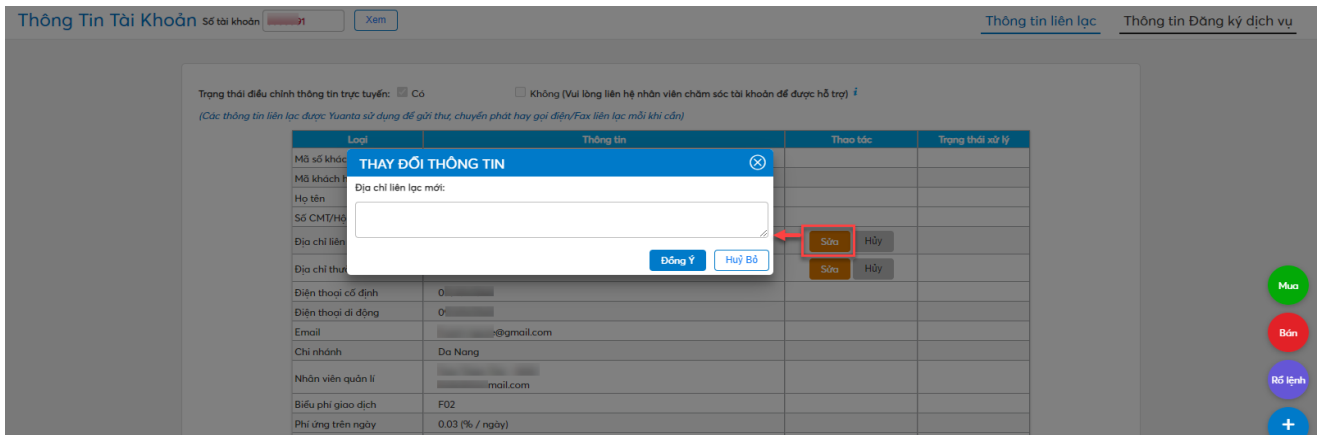 Thông Tin Tài Khoản Số tài khoản 91 Xem Thông tin liên lạc Thông tin Đăng ký dịch vụ
Trạng thái điều chỉnh thông tin trực tuyến: Có Không (Vui lòng liên hệ nhân viên chăm sóc tài khoản để được hỗ trợ) i
(Các thông tin liên lạc được Yuanta sử dụng để gửi thư, chuyển phát hay gọi điện/Fax liên lạc mỗi khi cần)
Loại Thông tin Thao tác Trạng thái xử lý
Mã số khác
THAY ĐỔI THÔNG TIN
Mã khách h
Địa chỉ liên lạc mới:
Họ tên
Số CMT/Hộ
Địa chỉ liên Sửa Hủy
Đồng Ý Huỷ Bỏ
Địa chỉ thư Sửa Hủy
Điện thoại cố định 0
Mua
Điện thoại di động 09
Email e@gmail.com
Bán
Chi nhánh Da Nang
Nhân viên quản lí
mail.com
Rổ lệnh
Biểu phí giao dịch F02
Phí ứng trên ngày 0.03 (% / ngày)
+